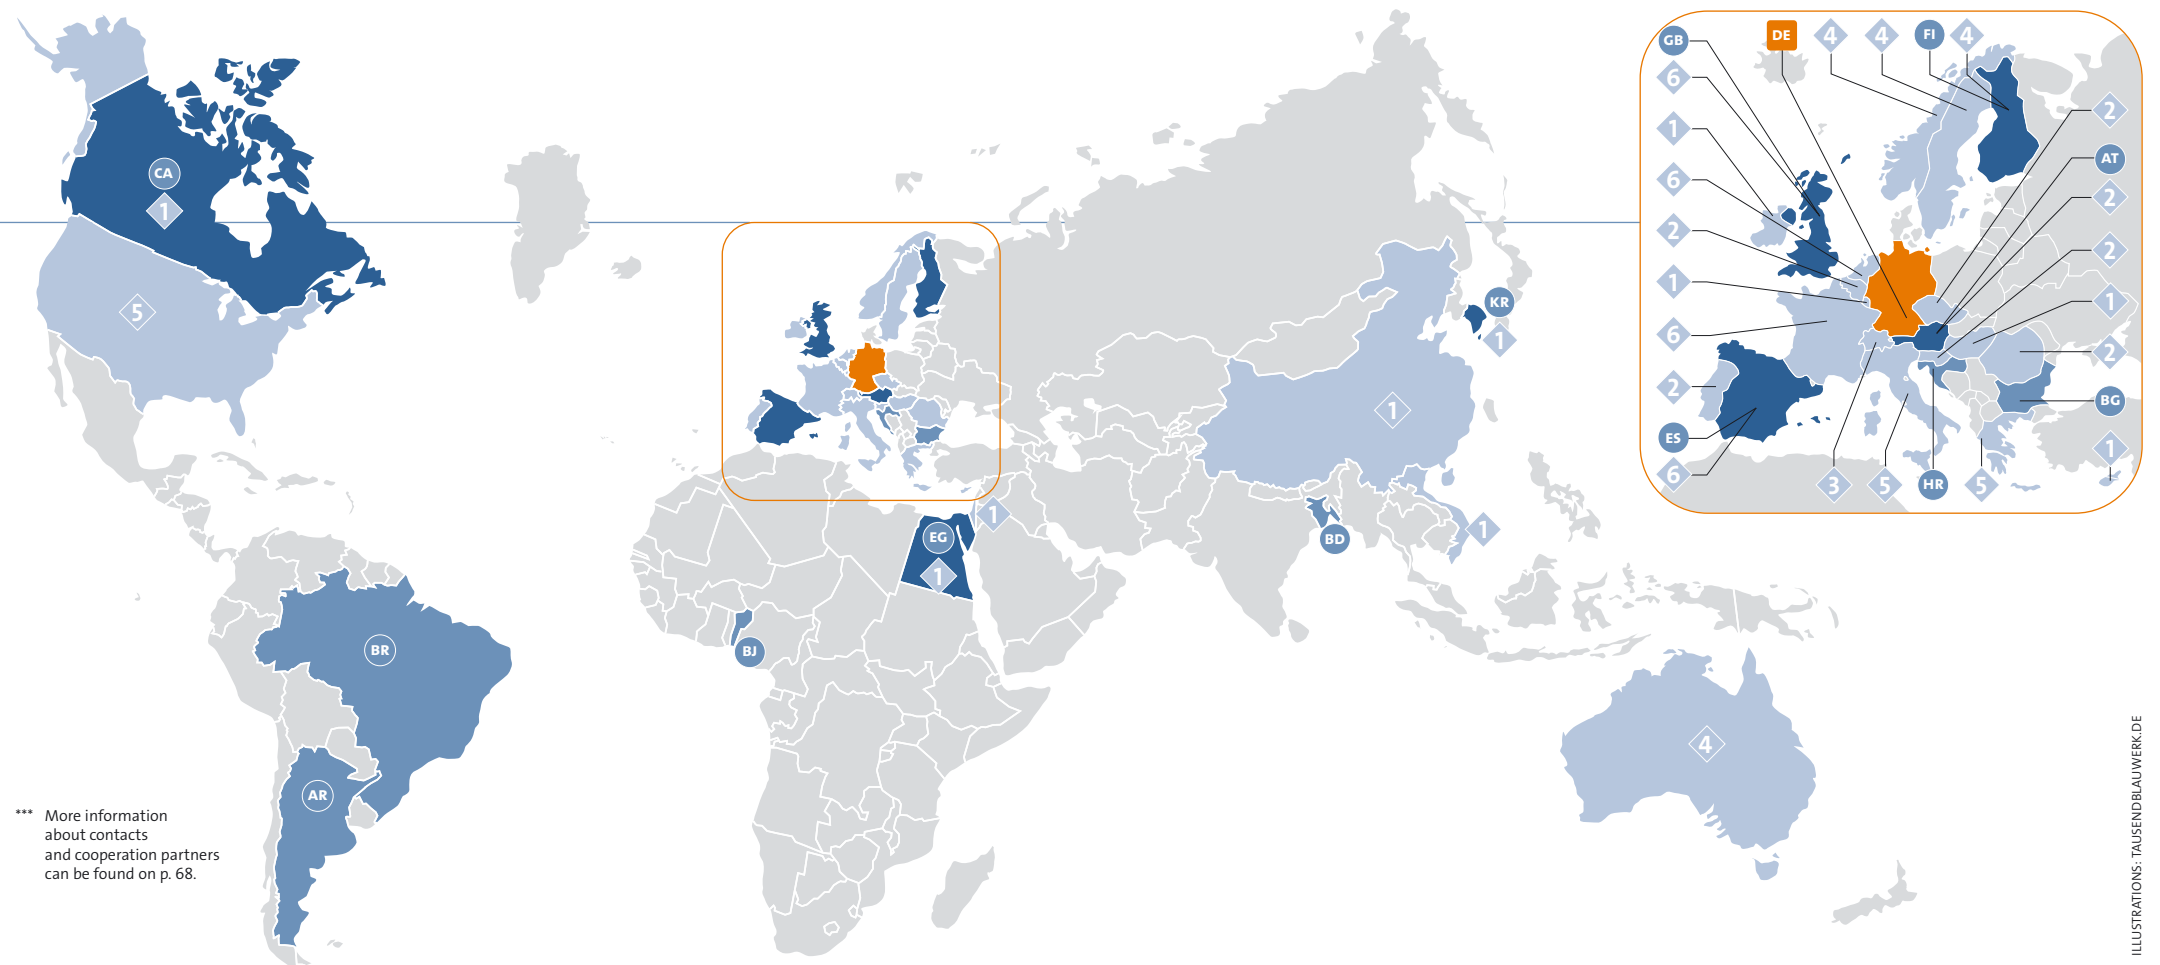 CA
1
5
BR
AR
*** More information
about contacts
and cooperation partners
can be found on p. 68.
EG
1
1
BJ
1
BD
1
KR
1
4
GB
6
1
6
2
1
6
2
ES
6
DE
4
4
FI
4
2
AT
2
2
1
2
BG
1
3
5
HR
5
ILLUSTRATIONS: TAUSENDBLAUWERK.DE